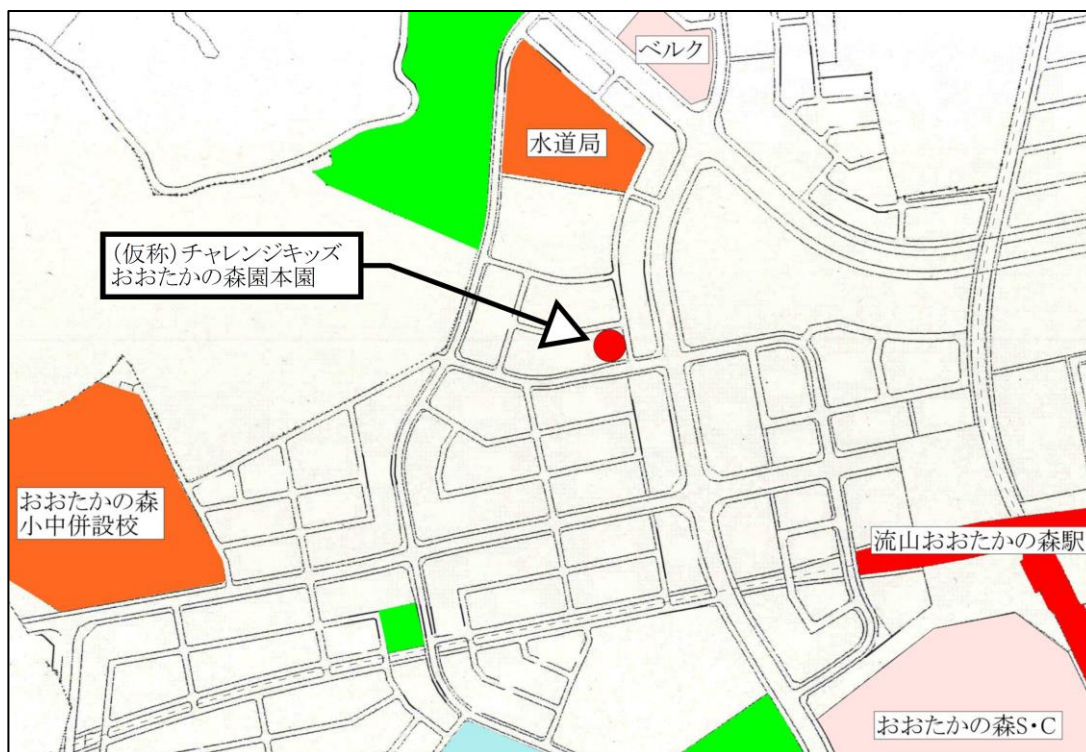 ベルク
水道局
(仮称)チャレンジキッズ
おおたかの森園本園
おおたかの森
小中併設校
流山おおたかの森駅
おおたかの森S・C